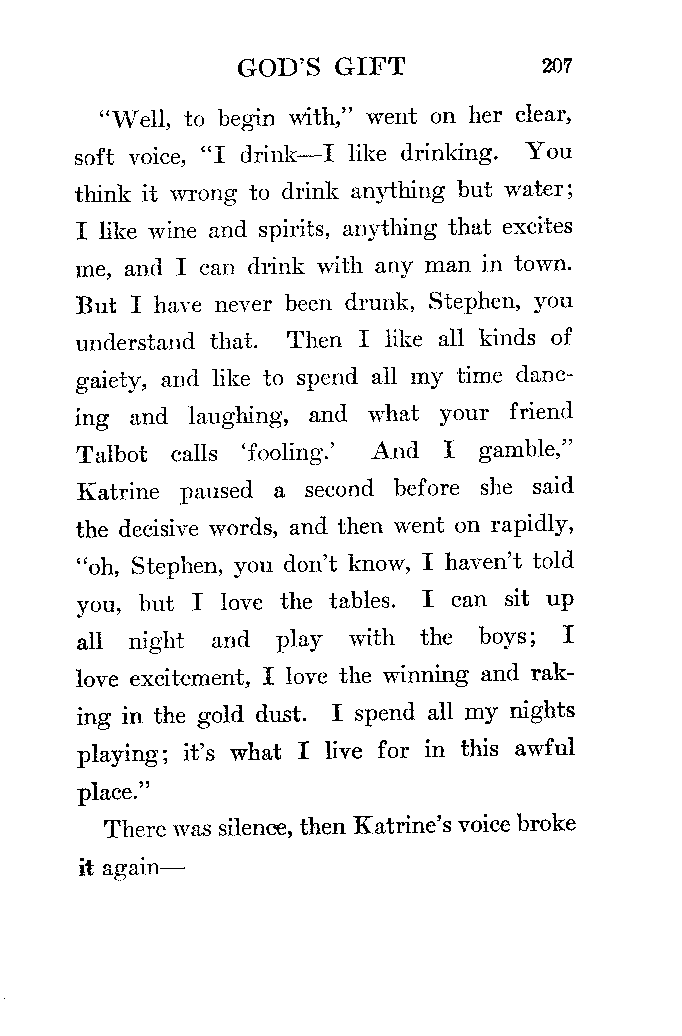 GOD'S GIFT 207
"Well, to begin with," went on her clear,
soft voice, "I drink—I like drinking. You
think it wrong to drink anything but water;
I like wine and spirits, anything that excites
me, and I can drink with any man in town.
But I have never been drunk, Stephen, you
understand that. Then I like all kinds of
gaiety, and like to spend all my time danc-
ing and laughing, and what your friend
Talbot calls 'fooling.' And I gamble,"
Katrine paused a second before she said
the decisive words, and then went on rapidly,
"oh, Stephen, you don't know, I haven't told
you, but I love the tables. I can sit up
all night and play with the boys; I
love excitement, I love the winning and rak-
ing in the gold dust. I spend all my nights
playing; it's what I live for in this awful
place."
There was silence, then Katrine's voice broke
it again—